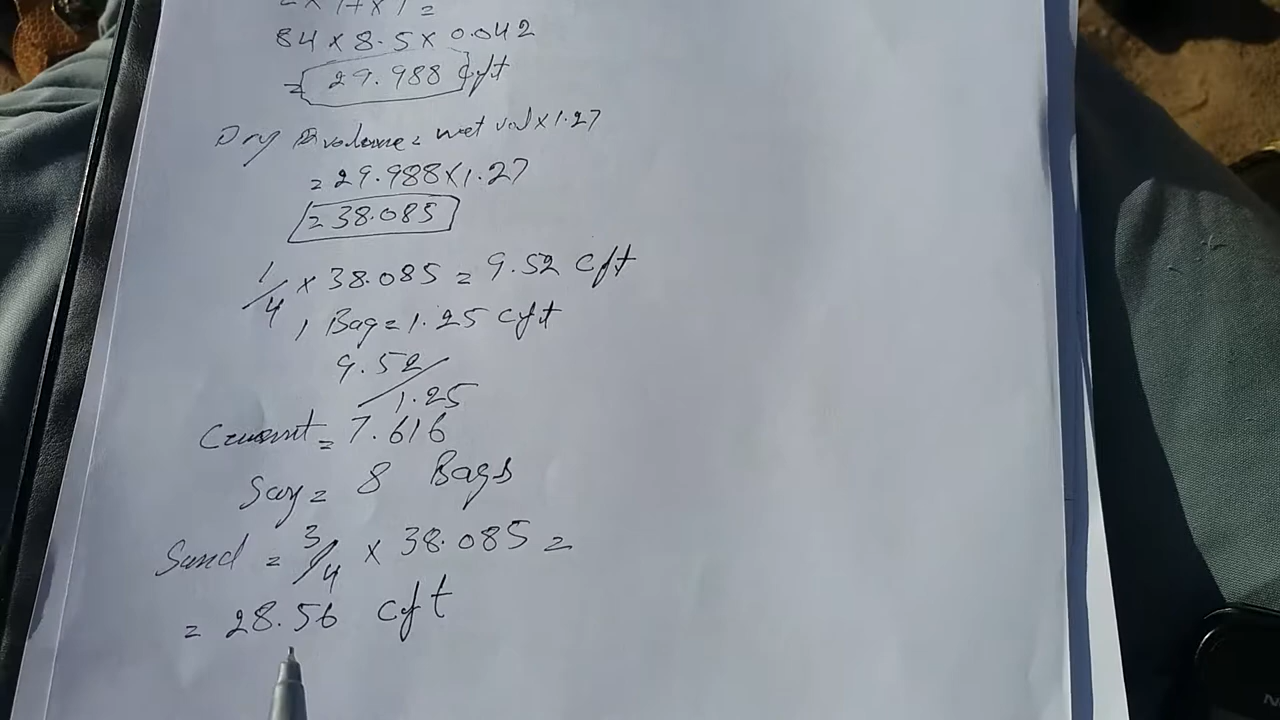 84 × 8.5 × 0.042
= 29.988 cft
Dry volume = wet vol × 1.27
= 29.988 × 1.27
= 38.085
1/4 × 38.085 = 9.52 cft
1 Bag = 1.25 cft
9.52/1.25
Cement = 7.616
Say = 8 Bags
Sand = 3/4 × 38.085 =
= 28.56 cft